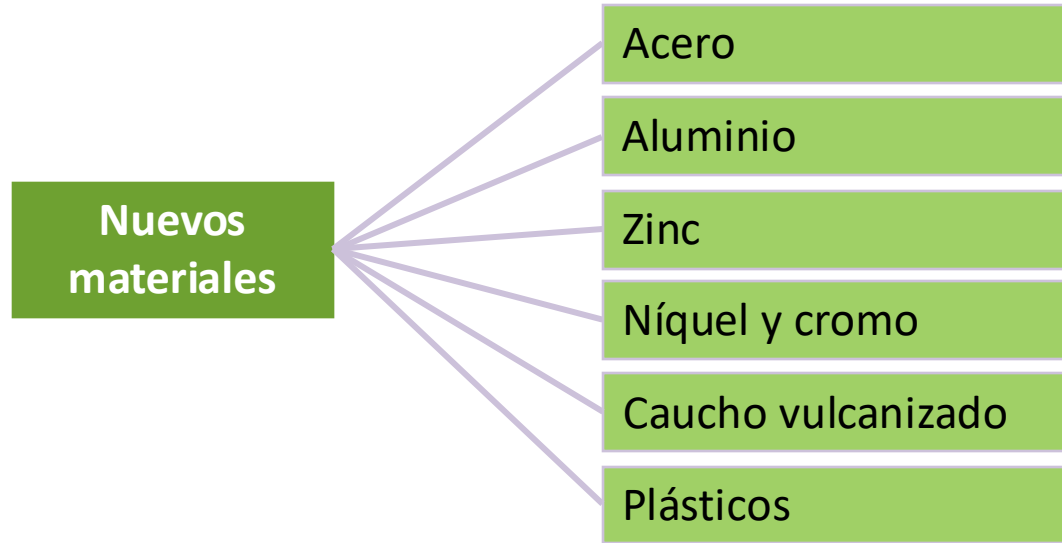 Nuevos
materiales
Acero
Aluminio
Zinc
Níquel y cromo
Caucho vulcanizado
Plásticos